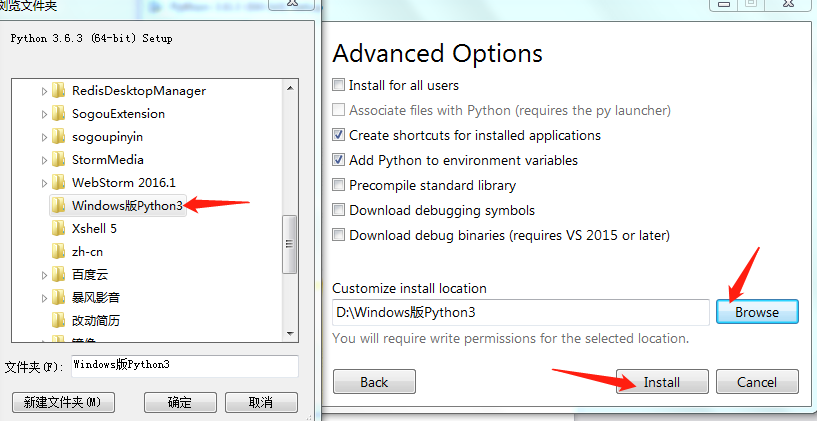 浏览文件夹
Python 3.6.3 (64-bit) Setup
RedisDesktopManager
SogouExtension
sogoupinyin
StormMedia
WebStorm 2016.1
Windows版Python3
Xshell 5
zh-cn
百度云
暴风影音
改动简历
镜像
文件夹(F):
Windows版Python3
新建文件夹(M)
确定
取消
Advanced Options
Install for all users
Associate files with Python (requires the py launcher)
Create shortcuts for installed applications
Add Python to environment variables
Precompile standard library
Download debugging symbols
Download debug binaries (requires VS 2015 or later)
Customize install location
D:\Windows版Python3
Browse
You will require write permissions for the selected location.
Back
Install
Cancel